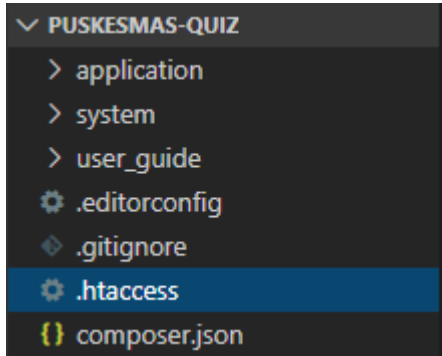 PUSKESMAS-QUIZ
application
system
user_guide
.editorconfig
.gitignore
.htaccess
{} composer.json